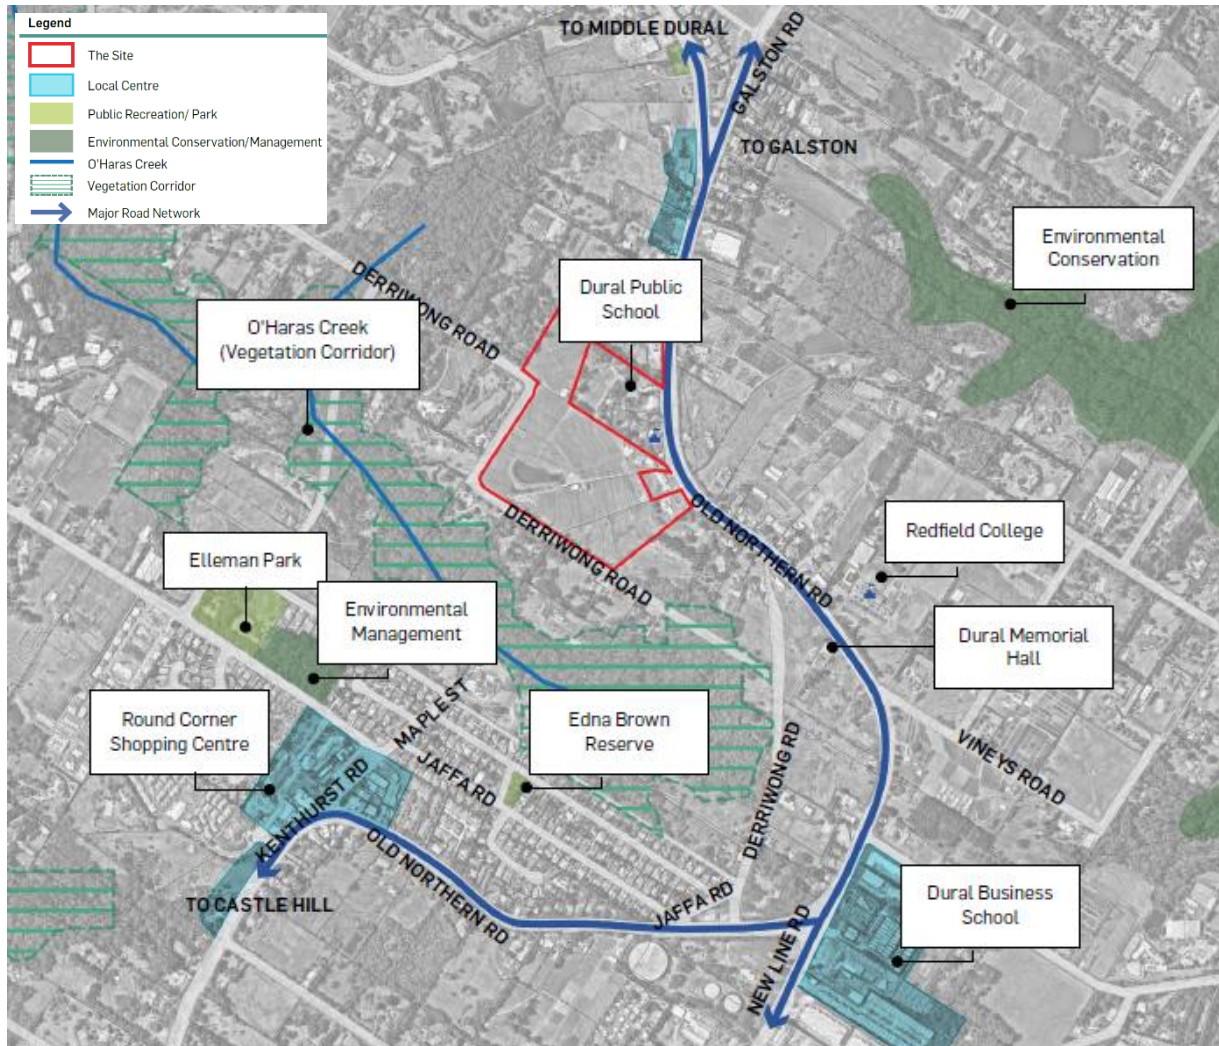 Legend
The Site
Local Centre
Public Recreation/ Park
Environmental Conservation/Management
O'Haras Creek
Vegetation Corridor
Major Road Network
TO MIDDLE DURAL
GALSTON RD
TO GALSTON
Environmental
Conservation
DERRIWONG ROAD
Dural Public
School
O'Haras Creek
(Vegetation Corridor)
OLD NORTHERN RD
DERRIWONG ROAD
Redfield College
Elleman Park
Environmental
Management
Dural Memorial
Hall
Round Corner
Shopping Centre
MAPLE ST
Edna Brown
Reserve
JAFFA RD
DERRIWONG RD
VINEYS ROAD
KENTHURST RD
OLD NORTHERN RD
TO CASTLE HILL
JAFFA RD
NEW LINE RD
Dural Business
School